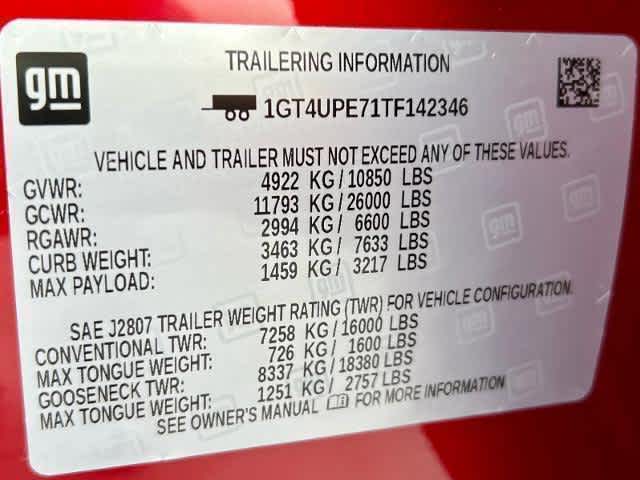 gm
TRAILERING INFORMATION
1GT4UPE71TF142346
VEHICLE AND TRAILER MUST NOT EXCEED ANY OF THESE VALUES.
GVWR: 4922 KG/10850 LBS
GCWR: 11793 KG/26000 LBS
RGAWR: 2994 KG/ 6600 LBS
CURB WEIGHT: 3463 KG/ 7633 LBS
MAX PAYLOAD: 1459 KG/ 3217 LBS
SAE J2807 TRAILER WEIGHT RATING (TWR) FOR VEHICLE CONFIGURATION.
CONVENTIONAL TWR: 7258 KG/16000 LBS
MAX TONGUE WEIGHT: 726 KG/ 1600 LBS
GOOSENECK TWR: 8337 KG/18380 LBS
MAX TONGUE WEIGHT: 1251 KG/ 2757 LBS
SEE OWNER'S MANUAL FOR MORE INFORMATION